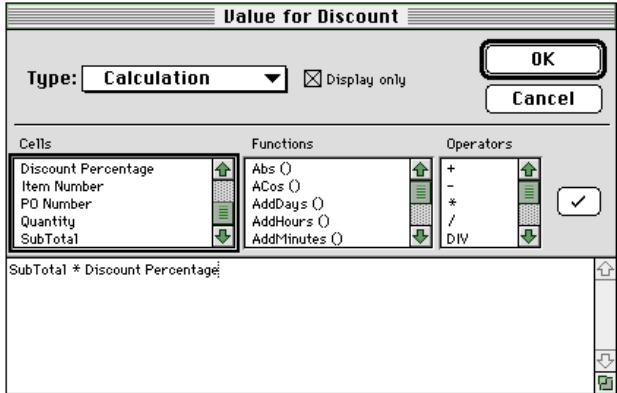 Value for Discount
Type: Calculation
Display only
OK
Cancel
Cells
Functions
Operators
Discount Percentage
Item Number
PO Number
Quantity
SubTotal
Abs ()
ACos ()
AddDays ()
AddHours ()
AddMinutes ()
+
-
*
/
DIV
SubTotal * Discount Percentage